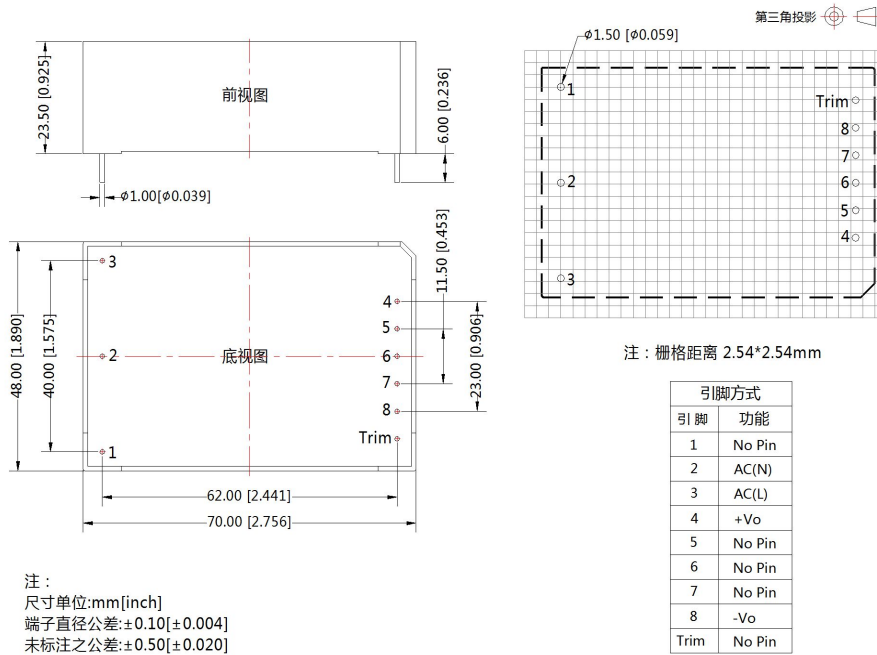 第三角投影
⌀1.50 [⌀0.059]
23.50 [0.925]
前视图
6.00 [0.236]
⌀1.00[⌀0.039]
1
Trim
8
7
2
6
5
4
3
11.50 [0.453]
3
4
5
48.00 [1.890]
40.00 [1.575]
2
底视图
6
23.00 [0.906]
7
8
Trim
1
62.00 [2.441]
70.00 [2.756]
注：栅格距离 2.54*2.54mm
引脚方式
引 脚 功能
1 No Pin
2 AC(N)
3 AC(L)
4 +Vo
5 No Pin
6 No Pin
7 No Pin
8 -Vo
Trim No Pin
注：
尺寸单位:mm[inch]
端子直径公差:±0.10[±0.004]
未标注之公差:±0.50[±0.020]